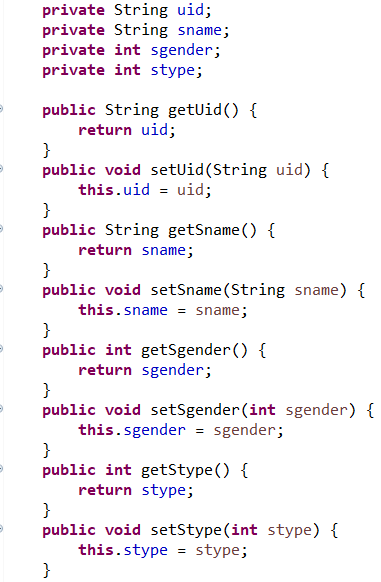 private String uid;
private String sname;
private int sgender;
private int stype;
public String getUid() {
return uid;
}
public void setUid(String uid) {
this.uid = uid;
}
public String getSname() {
return sname;
}
public void setSname(String sname) {
this.sname = sname;
}
public int getSgender() {
return sgender;
}
public void setSgender(int sgender) {
this.sgender = sgender;
}
public int getStype() {
return stype;
}
public void setStype(int stype) {
this.stype = stype;
}